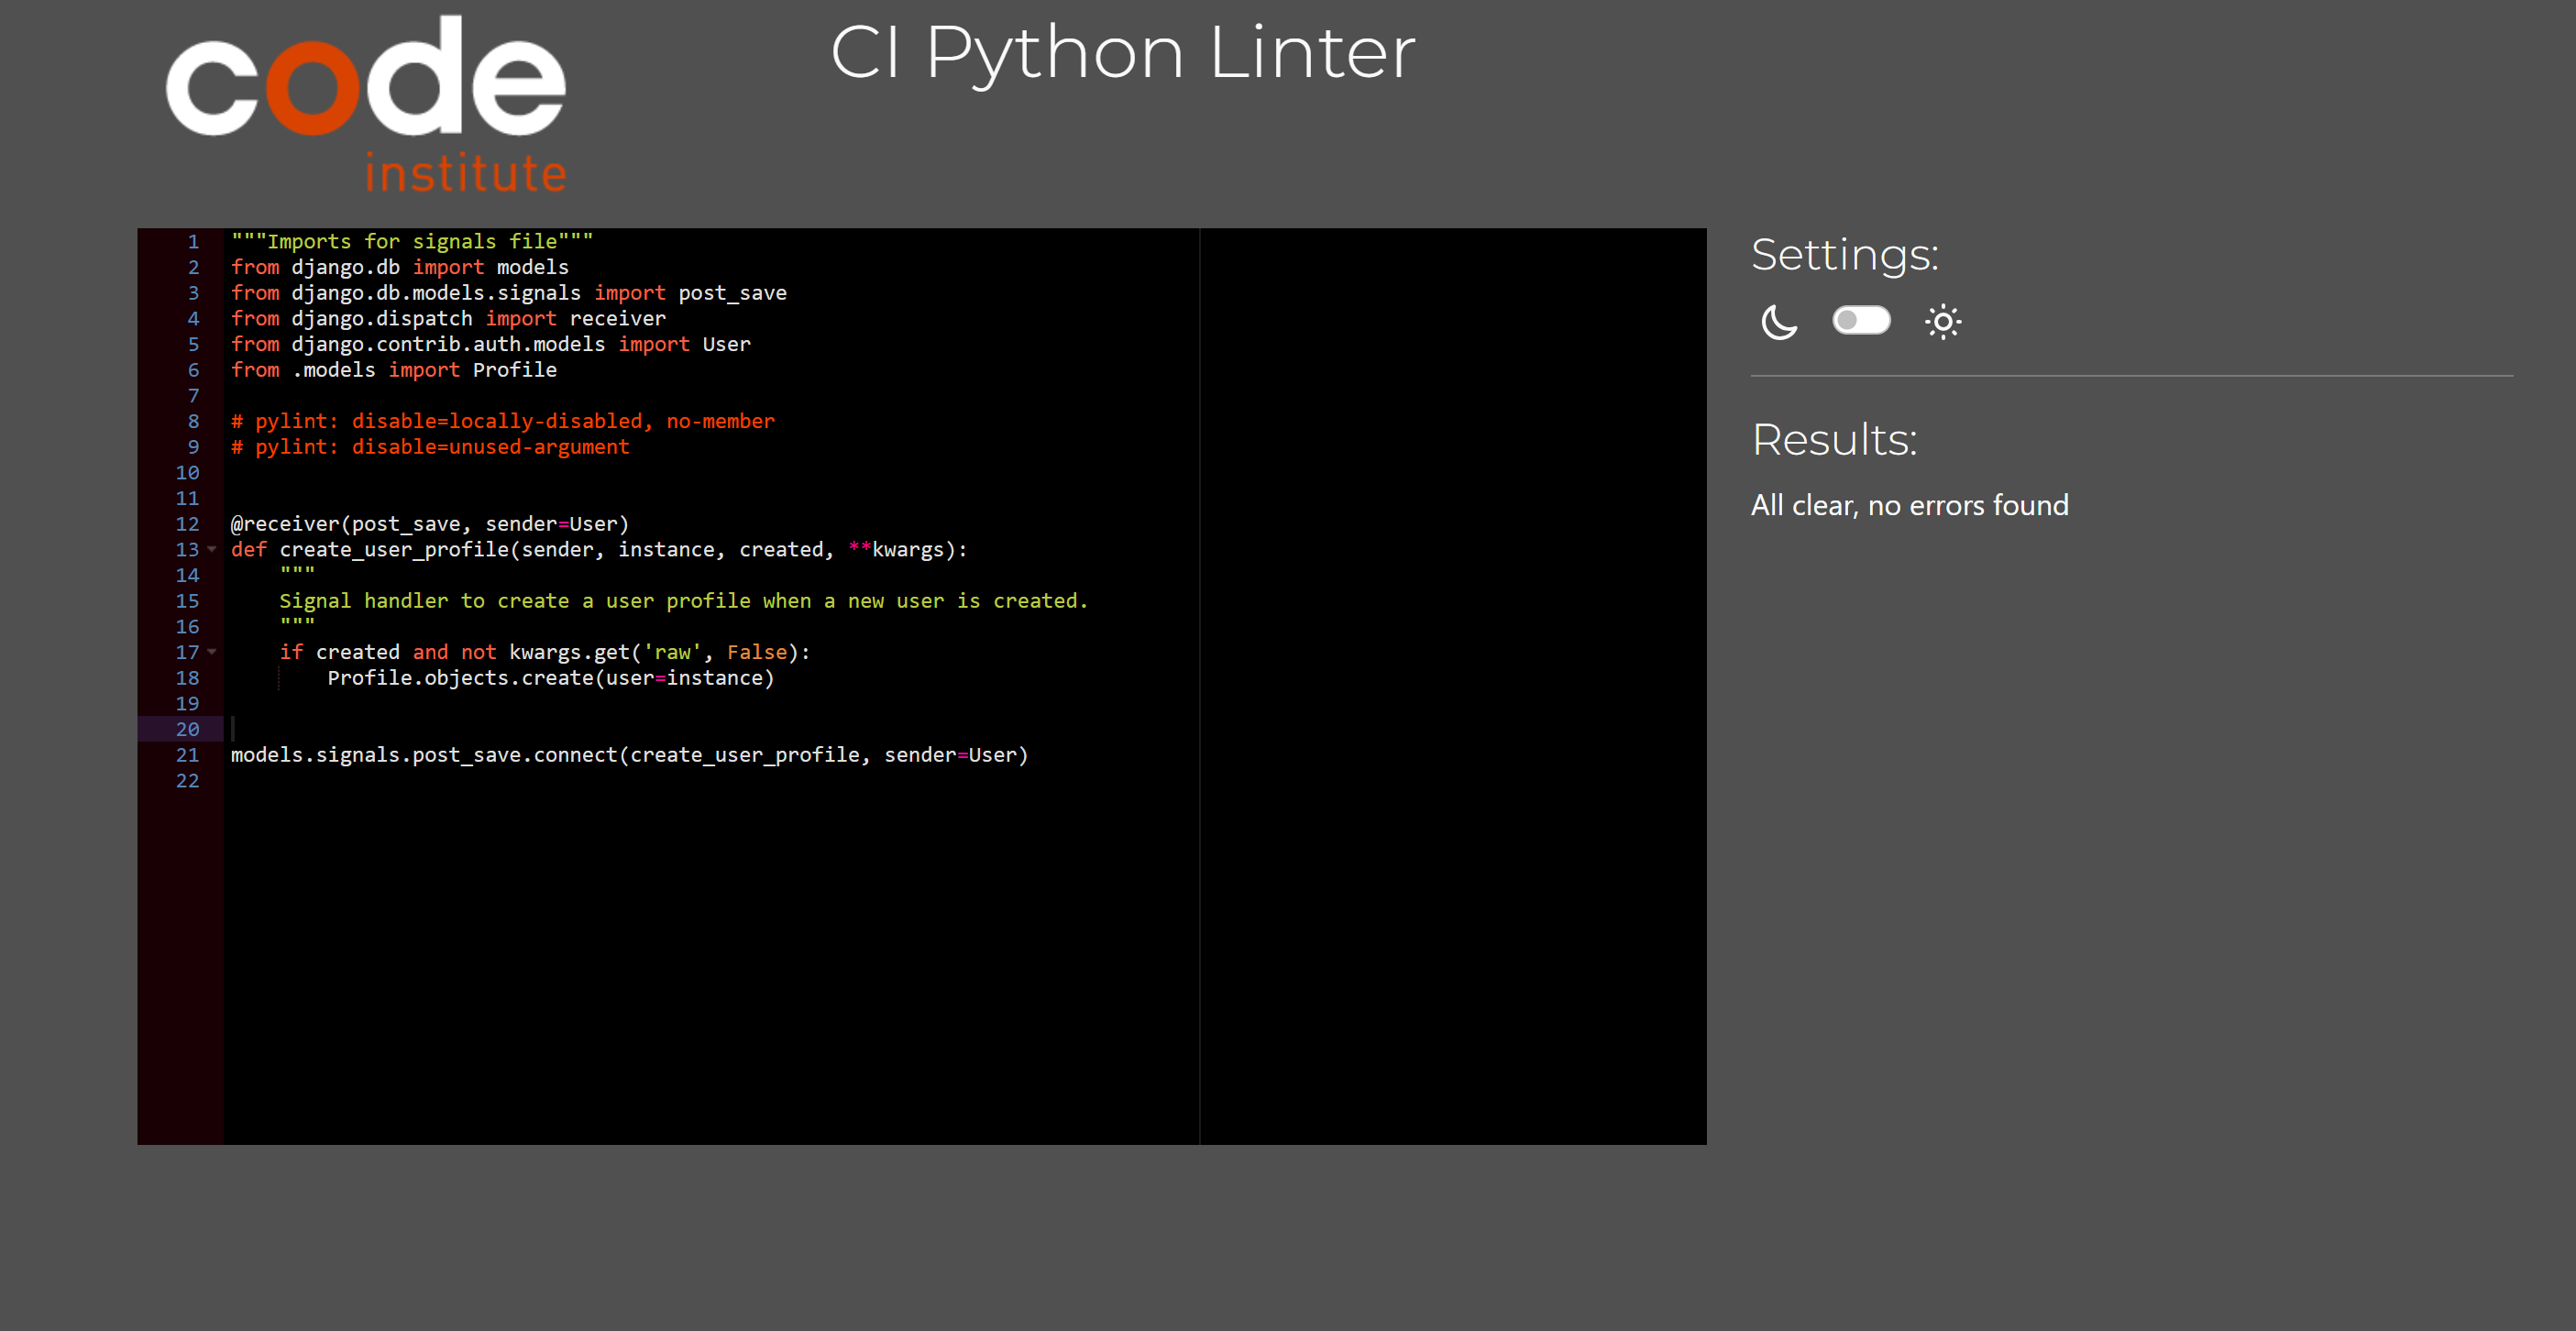 code
institute
CI Python Linter
1 """Imports for signals file"""
2 from django.db import models
3 from django.db.models.signals import post_save
4 from django.dispatch import receiver
5 from django.contrib.auth.models import User
6 from .models import Profile
7
8 # pylint: disable=locally-disabled, no-member
9 # pylint: disable=unused-argument
10
11
12 @receiver(post_save, sender=User)
13 def create_user_profile(sender, instance, created, **kwargs):
14     """
15     Signal handler to create a user profile when a new user is created.
16     """
17     if created and not kwargs.get('raw', False):
18         Profile.objects.create(user=instance)
19
20
21 models.signals.post_save.connect(create_user_profile, sender=User)
22
Settings:
Results:
All clear, no errors found